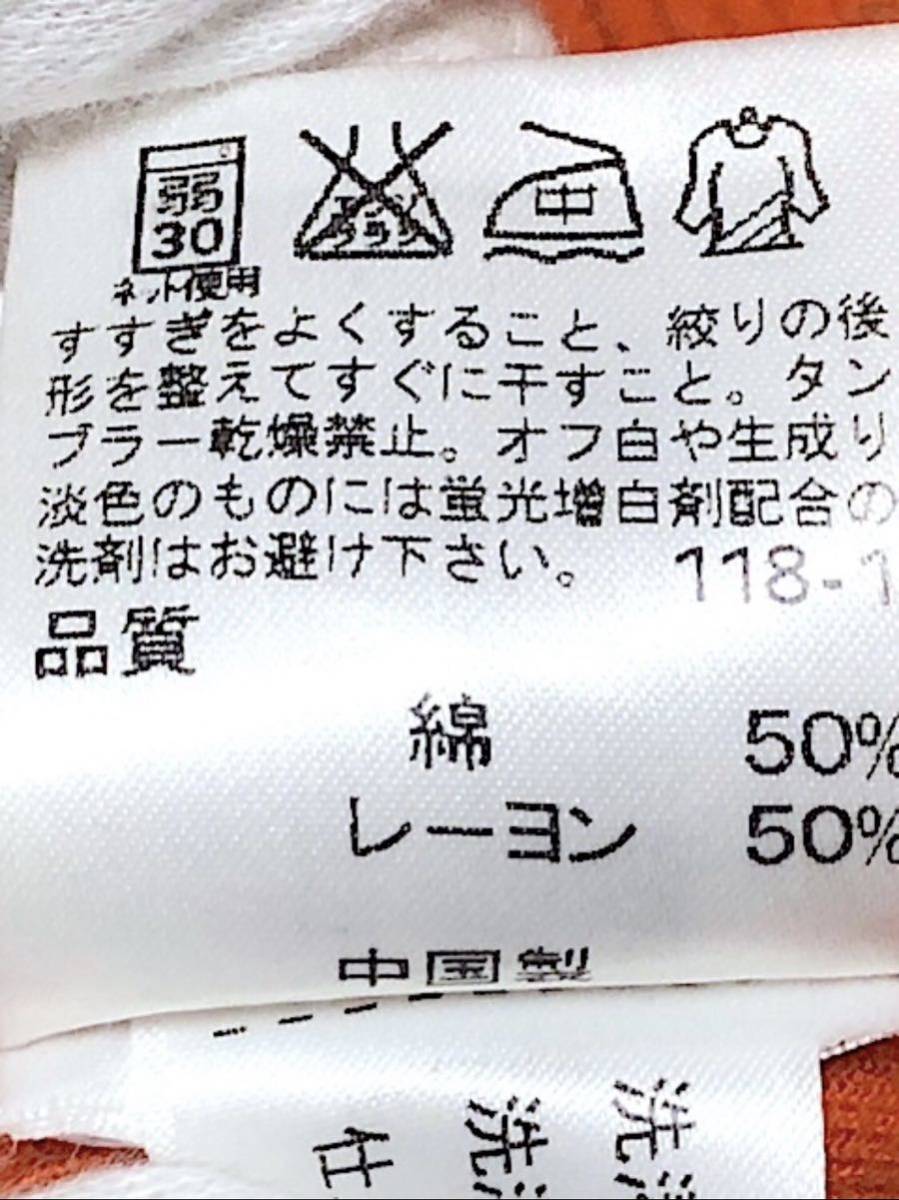 弱
30
中
ネット使用
すすぎをよくすること、絞りの後
形を整えてすぐに干すこと。タン
ブラー乾燥禁止。オフ白や生成り
淡色のものには蛍光増白剤配合の
洗剤はお避け下さい。 118-1
品質
綿 50%
レーヨン 50%
中国製
洗
洗
仕